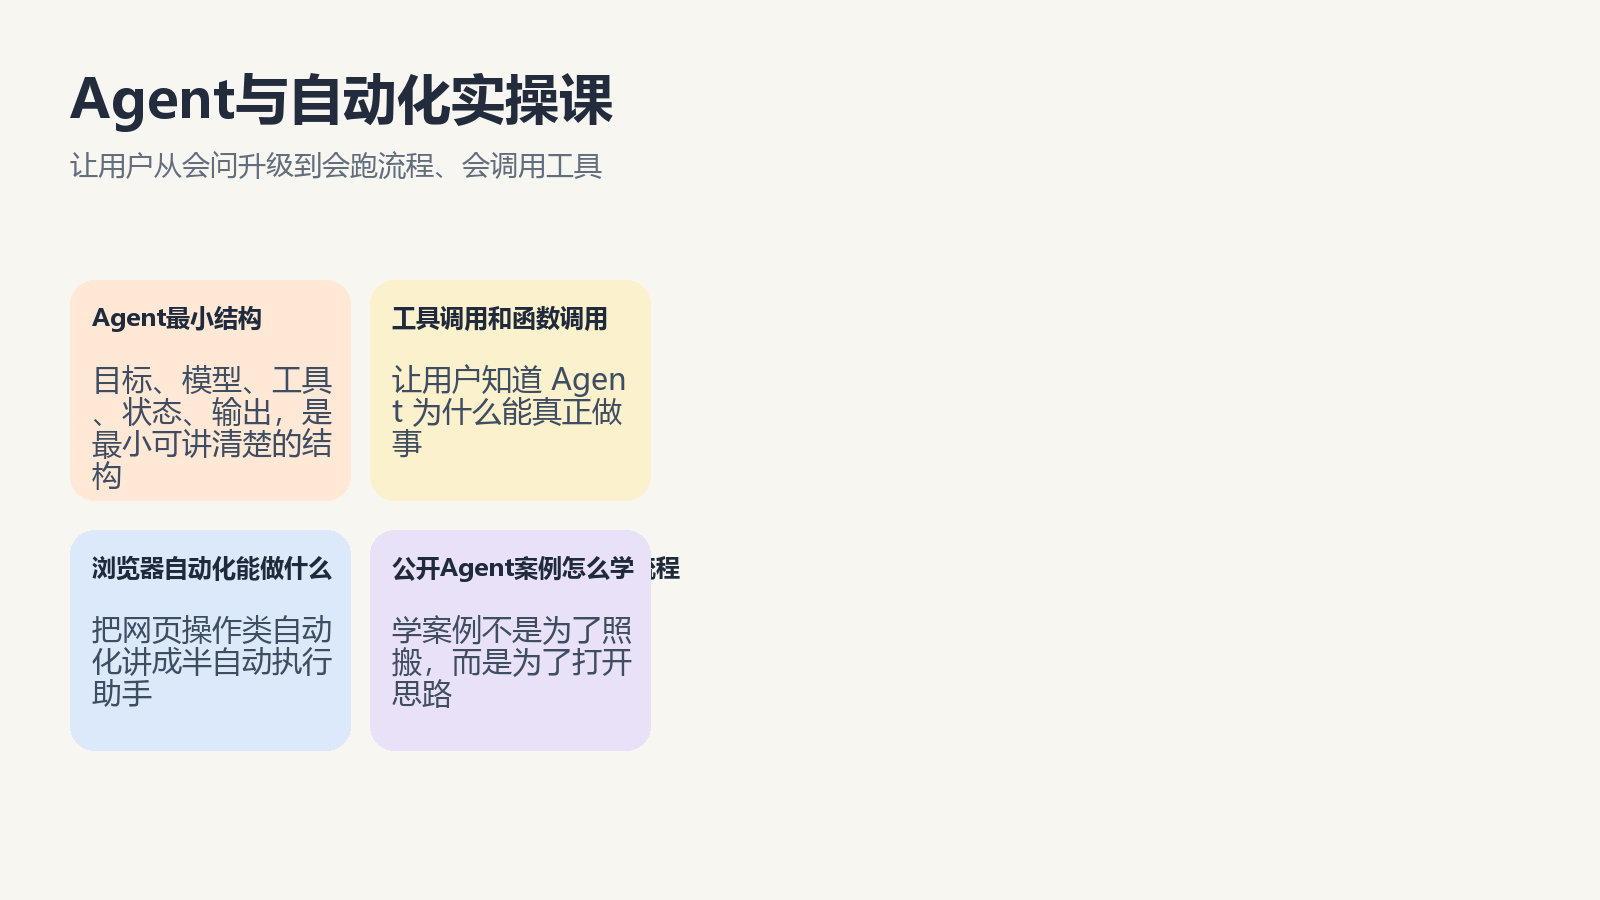 Agent与自动化实操课
让用户从会问升级到会跑流程、会调用工具
Agent最小结构
目标、模型、工具
、状态、输出，是
最小可讲清楚的结
构
工具调用和函数调用
让用户知道 Agen
t 为什么能真正做
事
浏览器自动化能做什么
把网页操作类自动
化讲成半自动执行
助手
公开Agent案例怎么学
程
学案例不是为了照
搬，而是为了打开
思路